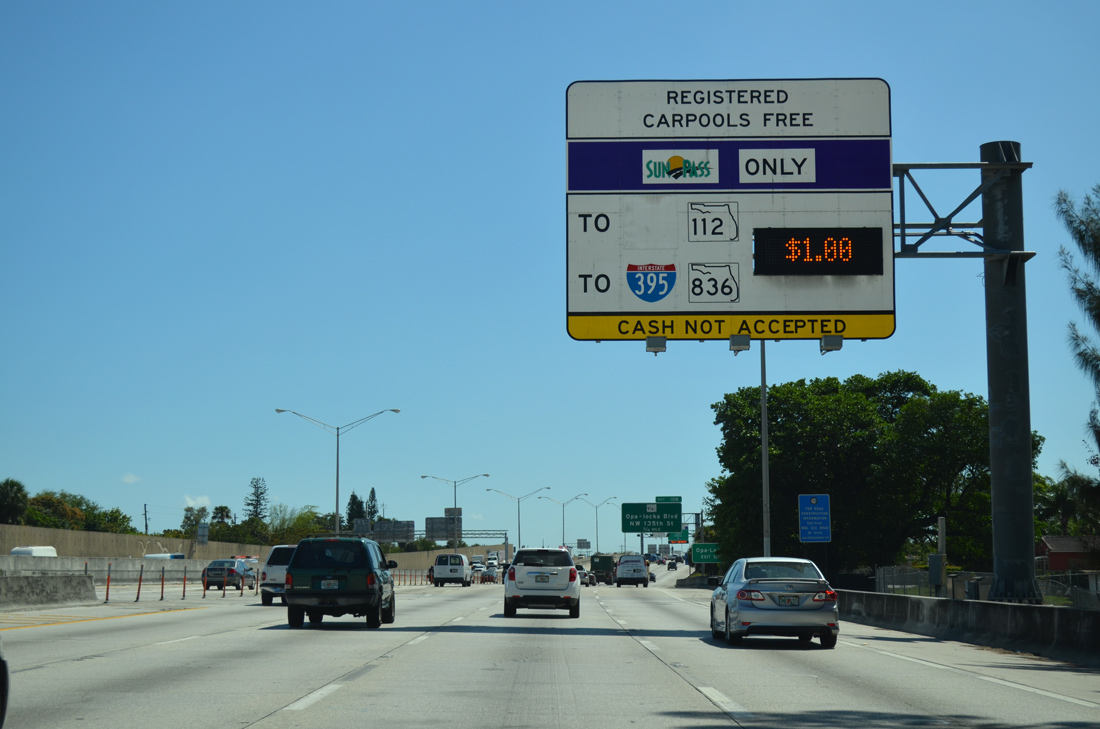 REGISTERED
CARPOOLS FREE
SUNPASS ONLY
TO 112
$1.00
TO INTERSTATE 395 836
CASH NOT ACCEPTED
Opa-locka Blvd
NW 135th St
Opa-l